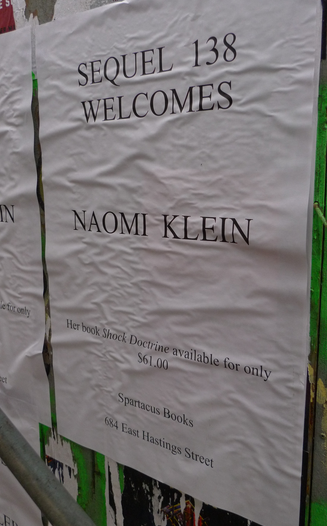 SEQUEL 138
WELCOMES
NAOMI KLEIN
Her book Shock Doctrine available for only
$61.00
Spartacus Books
684 East Hastings Street